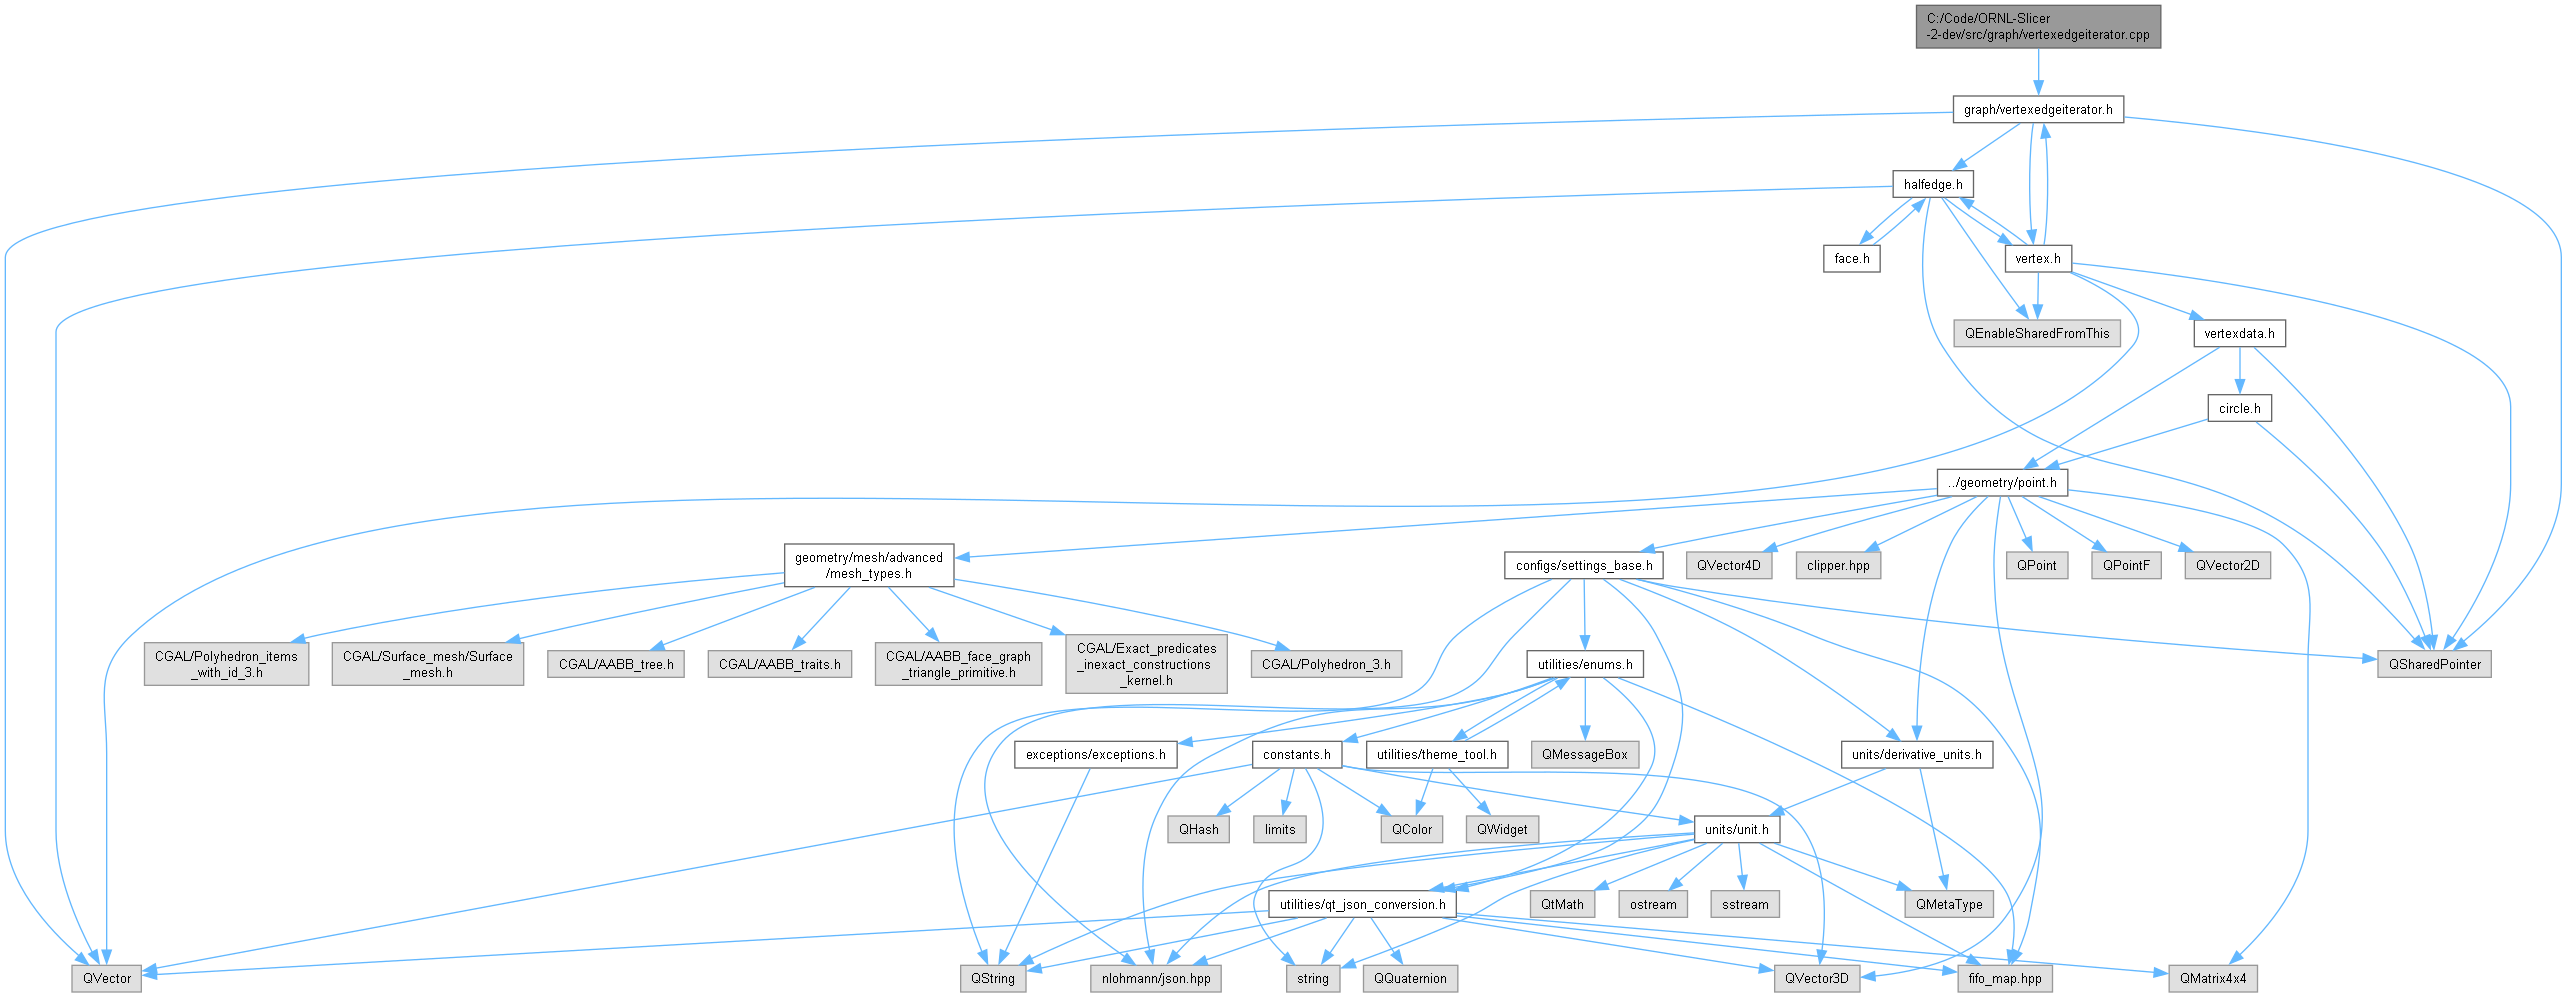 C:/Code/ORNL-Slicer
-2-dev/src/graph/vertexedgeiterator.cpp
graph/vertexedgeiterator.h
halfedge.h
face.h
vertex.h
QEnableSharedFromThis
vertexdata.h
circle.h
../geometry/point.h
geometry/mesh/advanced
/mesh_types.h
configs/settings_base.h
QVector4D
clipper.hpp
QPoint
QPointF
QVector2D
CGAL/Polyhedron_items
_with_id_3.h
CGAL/Surface_mesh/Surface
_mesh.h
CGAL/AABB_tree.h
CGAL/AABB_traits.h
CGAL/AABB_face_graph
_triangle_primitive.h
CGAL/Exact_predicates
_inexact_constructions
_kernel.h
CGAL/Polyhedron_3.h
utilities/enums.h
QSharedPointer
exceptions/exceptions.h
constants.h
utilities/theme_tool.h
QMessageBox
units/derivative_units.h
QHash
limits
QColor
QWidget
units/unit.h
utilities/qt_json_conversion.h
QtMath
ostream
sstream
QMetaType
QVector
QString
nlohmann/json.hpp
string
QQuaternion
QVector3D
fifo_map.hpp
QMatrix4x4